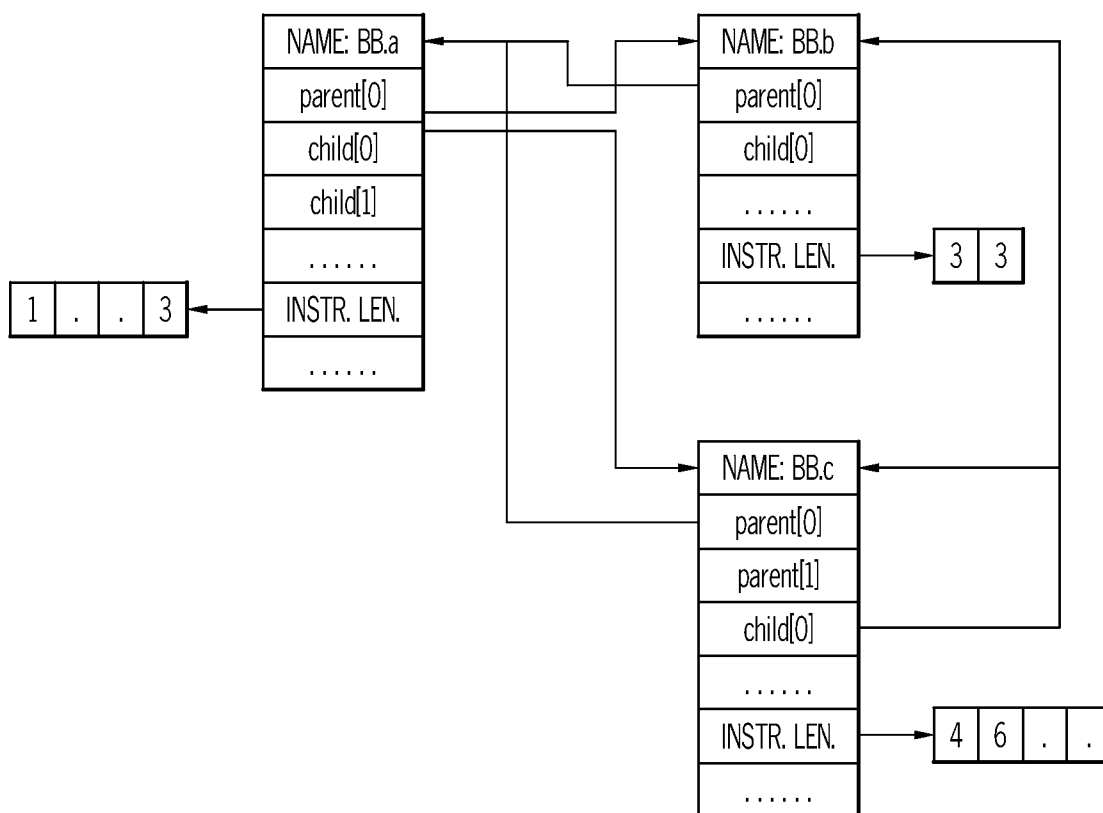 NAME: BB.a
parent[0]
child[0]
child[1]
......
INSTR. LEN.
......
1 . . 3
NAME: BB.b
parent[0]
child[0]
......
INSTR. LEN.
......
3 3
NAME: BB.c
parent[0]
parent[1]
child[0]
......
INSTR. LEN.
......
4 6 . .